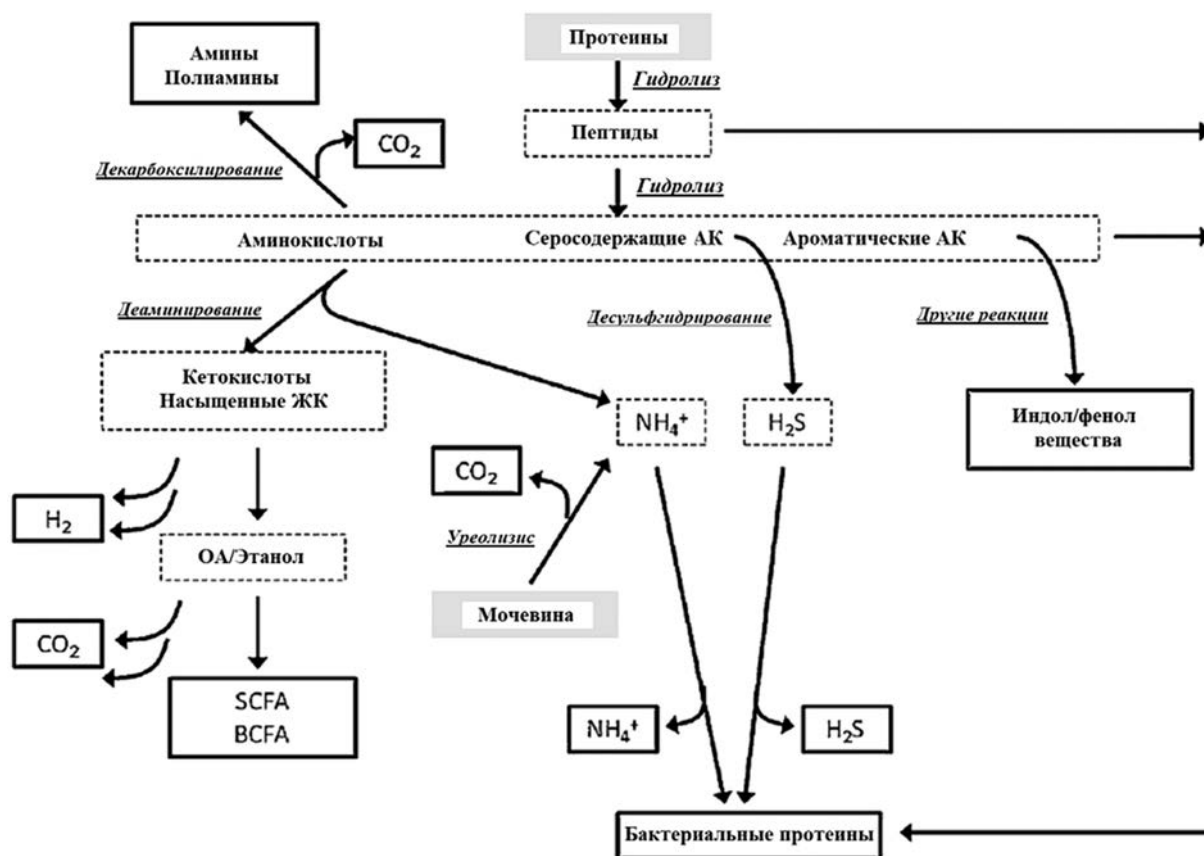 Протеины
Амины
Полиамины
Гидролиз
Пептиды
CO₂
Декарбоксилирование
Гидролиз
Аминокислоты
Серосодержащие АК
Ароматические АК
Деаминирование
Десульфгидрирование
Другие реакции
Кетокислоты
Насыщенные ЖК
NH₄⁺
H₂S
Индол/фенол
вещества
CO₂
H₂
Уреолизис
ОА/Этанол
Мочевина
CO₂
SCFA
BCFA
NH₄⁺
H₂S
Бактериальные протеины